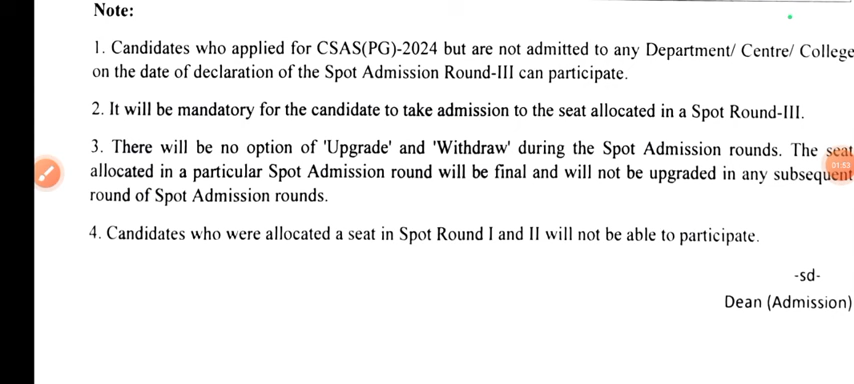 Note:
1. Candidates who applied for CSAS(PG)-2024 but are not admitted to any Department/ Centre/ College
on the date of declaration of the Spot Admission Round-III can participate.
2. It will be mandatory for the candidate to take admission to the seat allocated in a Spot Round-III.
3. There will be no option of 'Upgrade' and 'Withdraw' during the Spot Admission rounds. The seat
allocated in a particular Spot Admission round will be final and will not be upgraded in any subsequent
round of Spot Admission rounds.
4. Candidates who were allocated a seat in Spot Round I and II will not be able to participate.
-sd-
Dean (Admission)
01:53